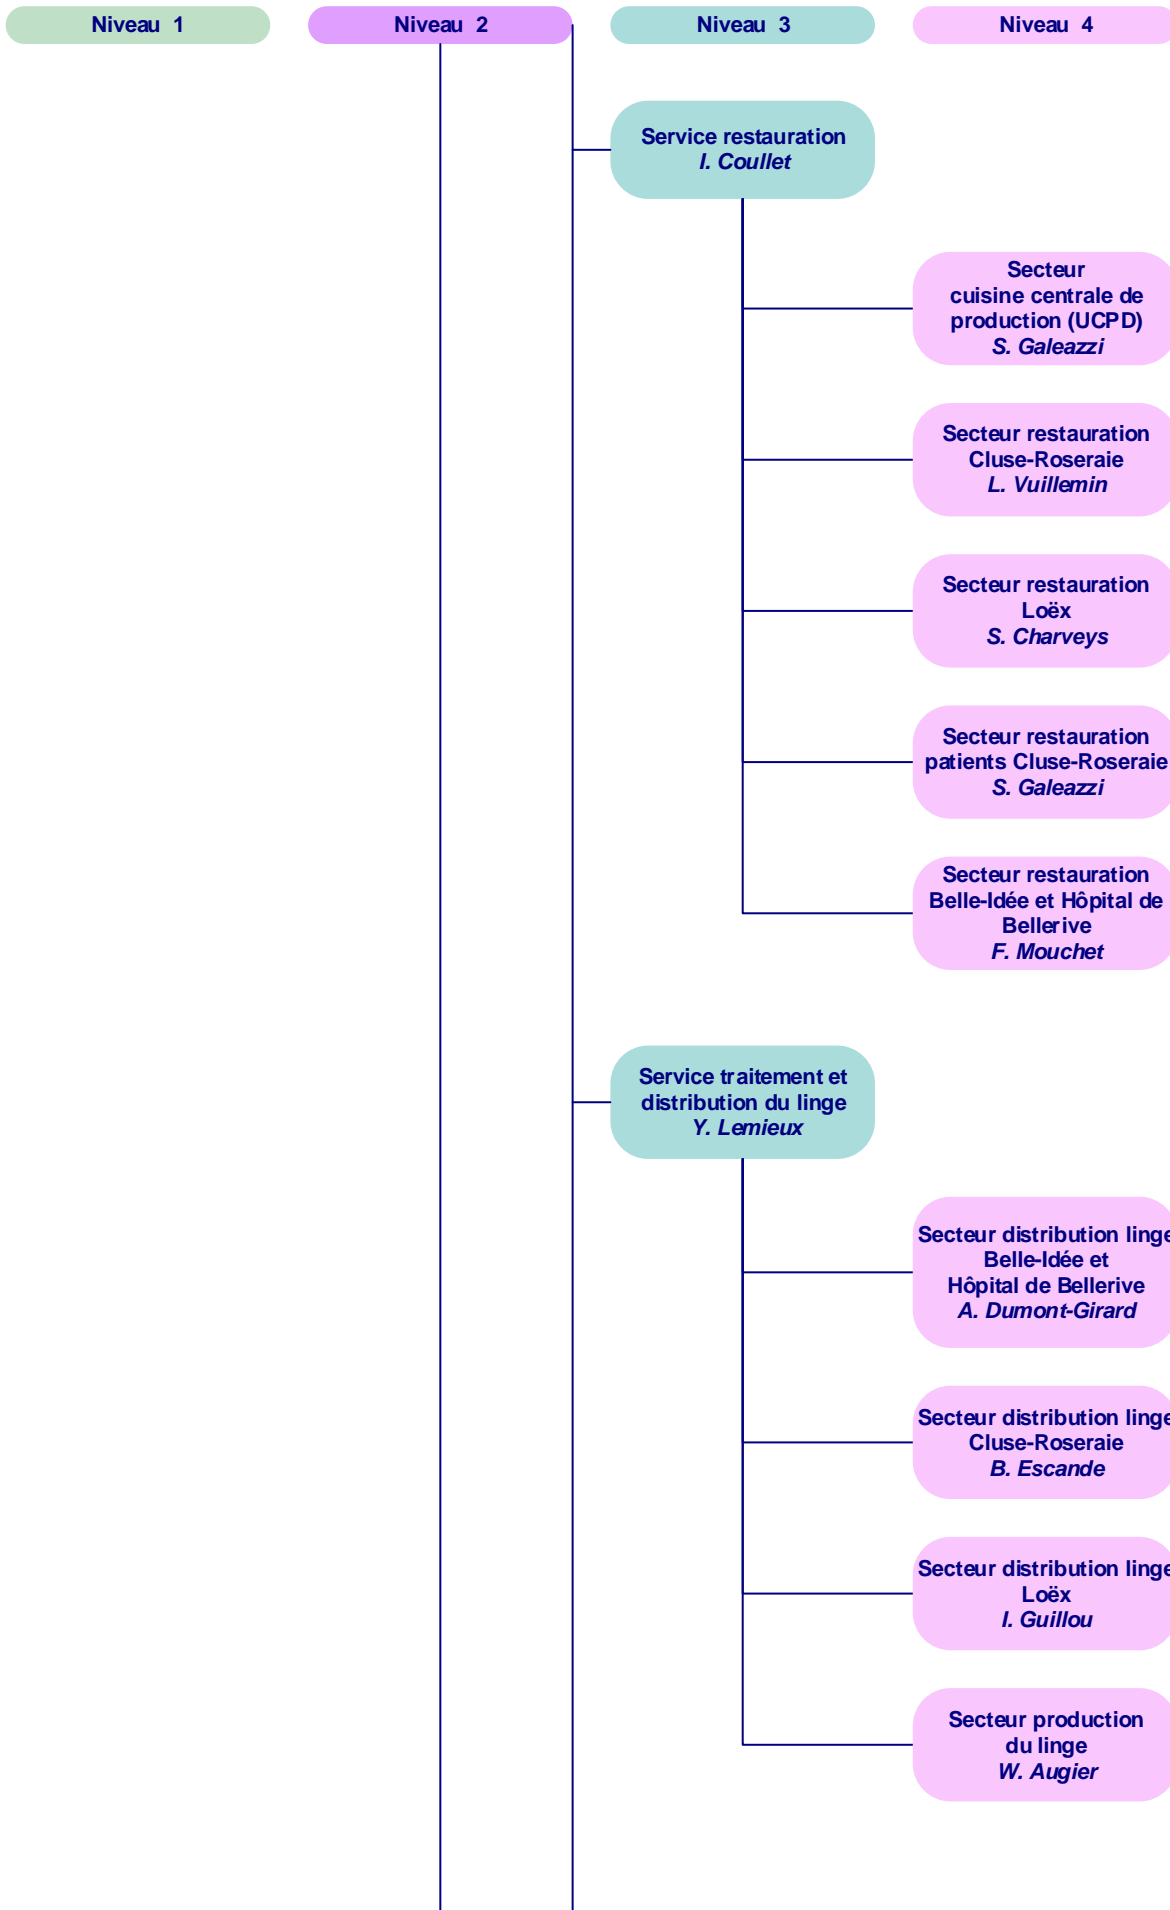 Niveau 1
Niveau 2
Niveau 3
Niveau 4
Service restauration
I. Coullet
Secteur
cuisine centrale de
production (UCPD)
S. Galeazzi
Secteur restauration
Cluse-Roseraie
L. Vuillemin
Secteur restauration
Loëx
S. Charveys
Secteur restauration
patients Cluse-Roseraie
S. Galeazzi
Secteur restauration
Belle-Idée et Hôpital de
Bellerive
F. Mouchet
Service traitement et
distribution du linge
Y. Lemieux
Secteur distribution linge
Belle-Idée et
Hôpital de Bellerive
A. Dumont-Girard
Secteur distribution linge
Cluse-Roseraie
B. Escande
Secteur distribution linge
Loëx
I. Guillou
Secteur production
du linge
W. Augier